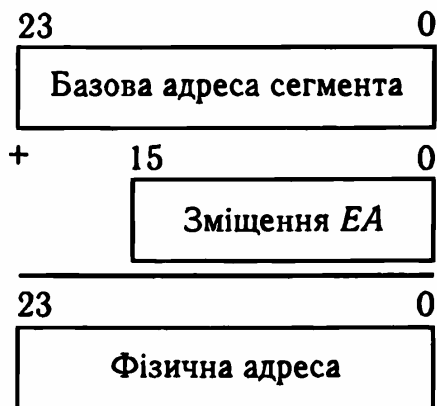 23 0
Базова адреса сегмента
+ 15 0
Зміщення EA
23 0
Фізична адреса